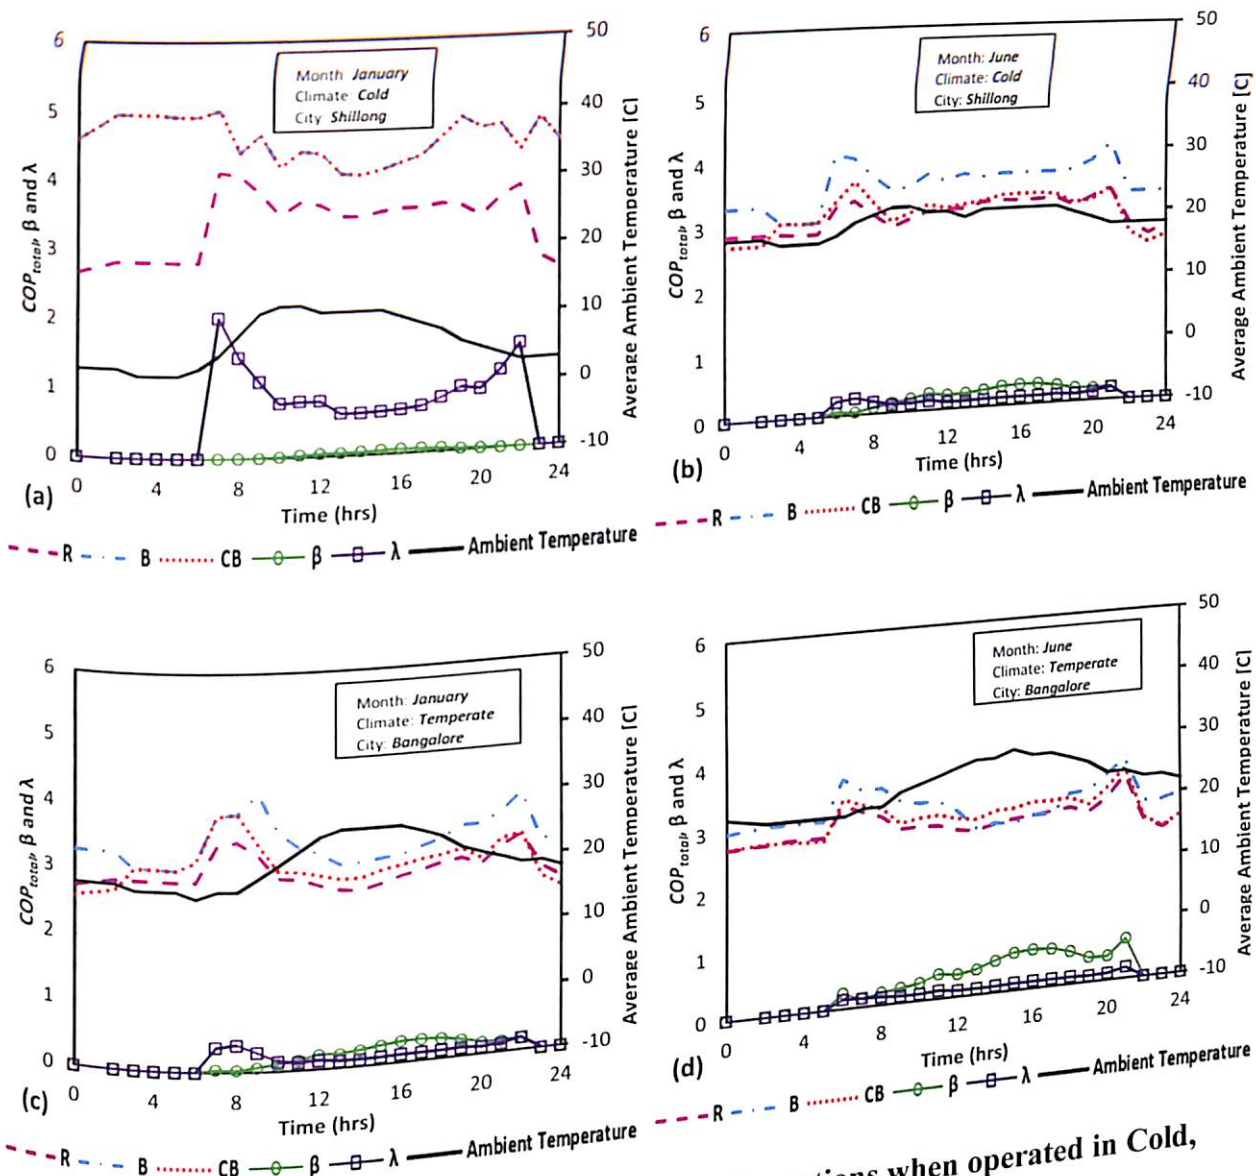 6
5
4
3
2
1
0
COP_total, β and λ
50
40
30
20
10
0
-10
Average Ambient Temperature [C]
Month: January
Climate: Cold
City: Shillong
0 4 8 12 16 20 24
(a)
Time (hrs)
R B CB β λ Ambient Temperature
6
5
4
3
2
1
0
COP_total, β and λ
50
40
30
20
10
0
-10
Average Ambient Temperature [C]
Month: June
Climate: Cold
City: Shillong
0 4 8 12 16 20 24
(b)
Time (hrs)
R B CB β λ Ambient Temperature
6
5
4
3
2
1
0
COP_total, β and λ
50
40
30
20
10
0
-10
Average Ambient Temperature [C]
Month: January
Climate: Temperate
City: Bangalore
0 4 8 12 16 20 24
(c)
Time (hrs)
R B CB β λ Ambient Temperature
6
5
4
3
2
1
0
COP_total, β and λ
50
40
30
20
10
0
-10
Average Ambient Temperature [C]
Month: June
Climate: Temperate
City: Bangalore
0 4 8 12 16 20 24
(d)
Time (hrs)
R B CB β λ Ambient Temperature
when operated in Cold,